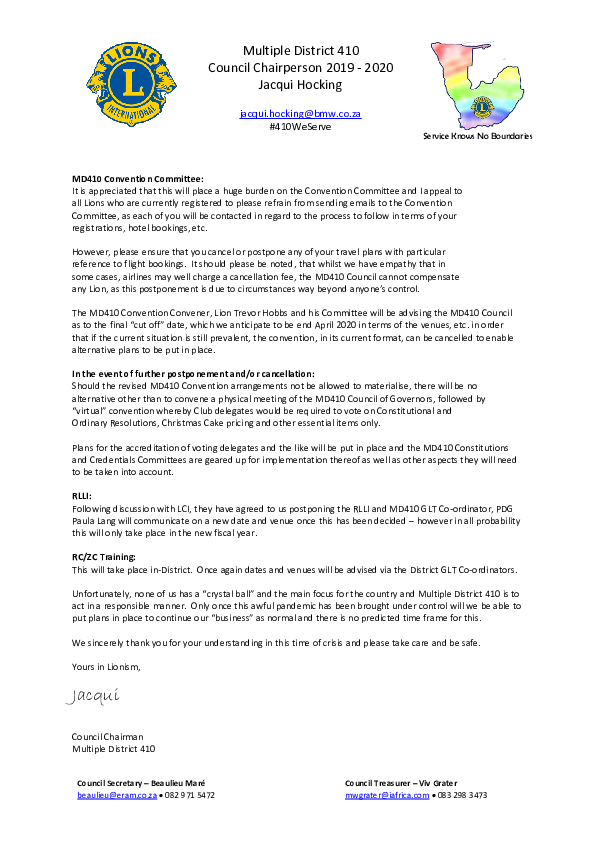 LIONS
L
INTERNATIONAL
Multiple District 410
Council Chairperson 2019 - 2020
Jacqui Hocking
jacqui.hocking@bmw.co.za
#410WeServe
Service Knows No Boundaries
MD410 Convention Committee:
It is appreciated that this will place a huge burden on the Convention Committee and I appeal to
all Lions who are currently registered to please refrain from sending emails to the Convention
Committee, as each of you will be contacted in regard to the process to follow in terms of your
registrations, hotel bookings, etc.
However, please ensure that you cancel or postpone any of your travel plans with particular
reference to flight bookings. It should please be noted, that whilst we have empathy that in
some cases, airlines may well charge a cancellation fee, the MD410 Council cannot compensate
any Lion, as this postponement is due to circumstances way beyond anyone's control.
The MD410 Convention Convener, Lion Trevor Hobbs and his Committee will be advising the MD410 Council
as to the final "cut off" date, which we anticipate to be end April 2020 in terms of the venues, etc. in order
that if the current situation is still prevalent, the convention, in its current format, can be cancelled to enable
alternative plans to be put in place.
In the event of further postponement and/or cancellation:
Should the revised MD410 Convention arrangements not be allowed to materialise, there will be no
alternative other than to convene a physical meeting of the MD410 Council of Governors, followed by
"virtual" convention whereby Club delegates would be required to vote on Constitutional and
Ordinary Resolutions, Christmas Cake pricing and other essential items only.
Plans for the accreditation of voting delegates and the like will be put in place and the MD410 Constitutions
and Credentials Committees are geared up for implementation thereof as well as other aspects they will need
to be taken into account.
RLLI:
Following discussion with LCI, they have agreed to us postponing the RLLI and MD410 GLT Co-ordinator, PDG
Paula Lang will communicate on a new date and venue once this has been decided – however in all probability
this will only take place in the new fiscal year.
RC/ZC Training:
This will take place in-District. Once again dates and venues will be advised via the District GLT Co-ordinators.
Unfortunately, none of us has a "crystal ball" and the main focus for the country and Multiple District 410 is to
act in a responsible manner. Only once this awful pandemic has been brought under control will we be able to
put plans in place to continue our "business" as normal and there is no predicted time frame for this.
We sincerely thank you for your understanding in this time of crisis and please take care and be safe.
Yours in Lionism,
Jacqui
Council Chairman
Multiple District 410
Council Secretary – Beaulieu Maré
beaulieu@eram.co.za • 082 971 5472
Council Treasurer – Viv Grater
mwgrater@iafrica.com • 083 298 3473